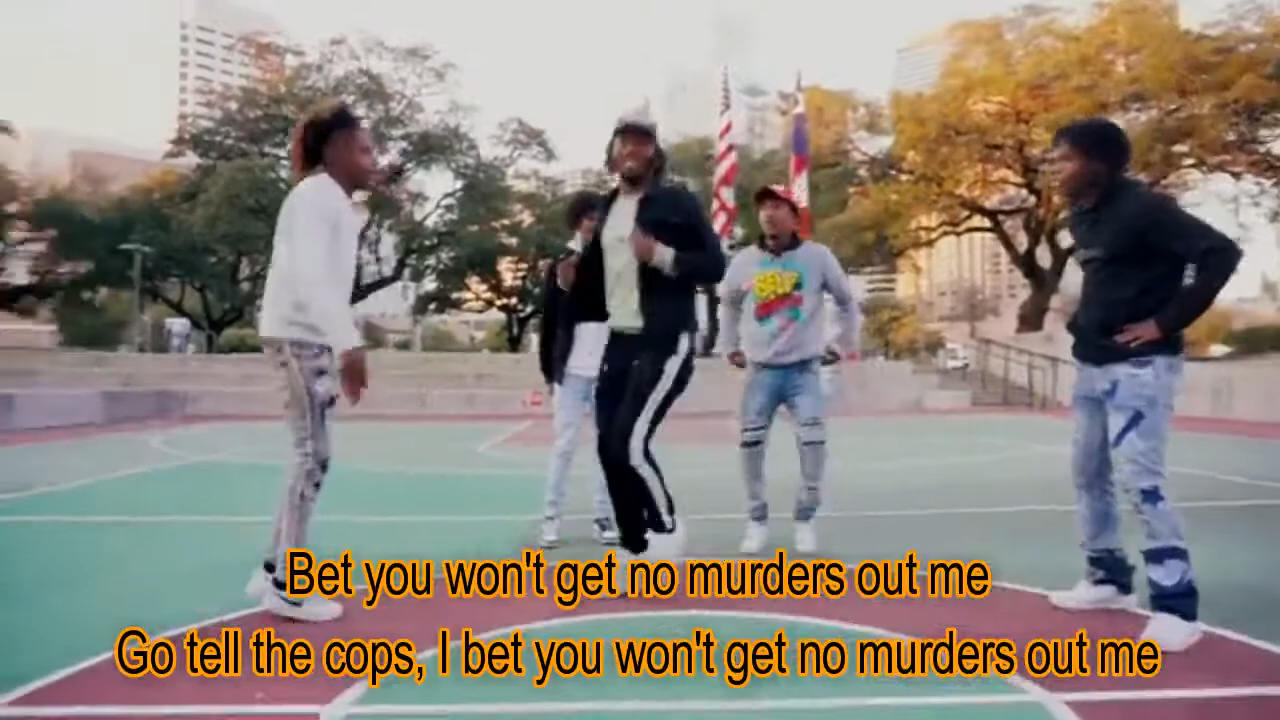 Bet you won't get no murders out me
Go tell the cops, I bet you won't get no murders out me